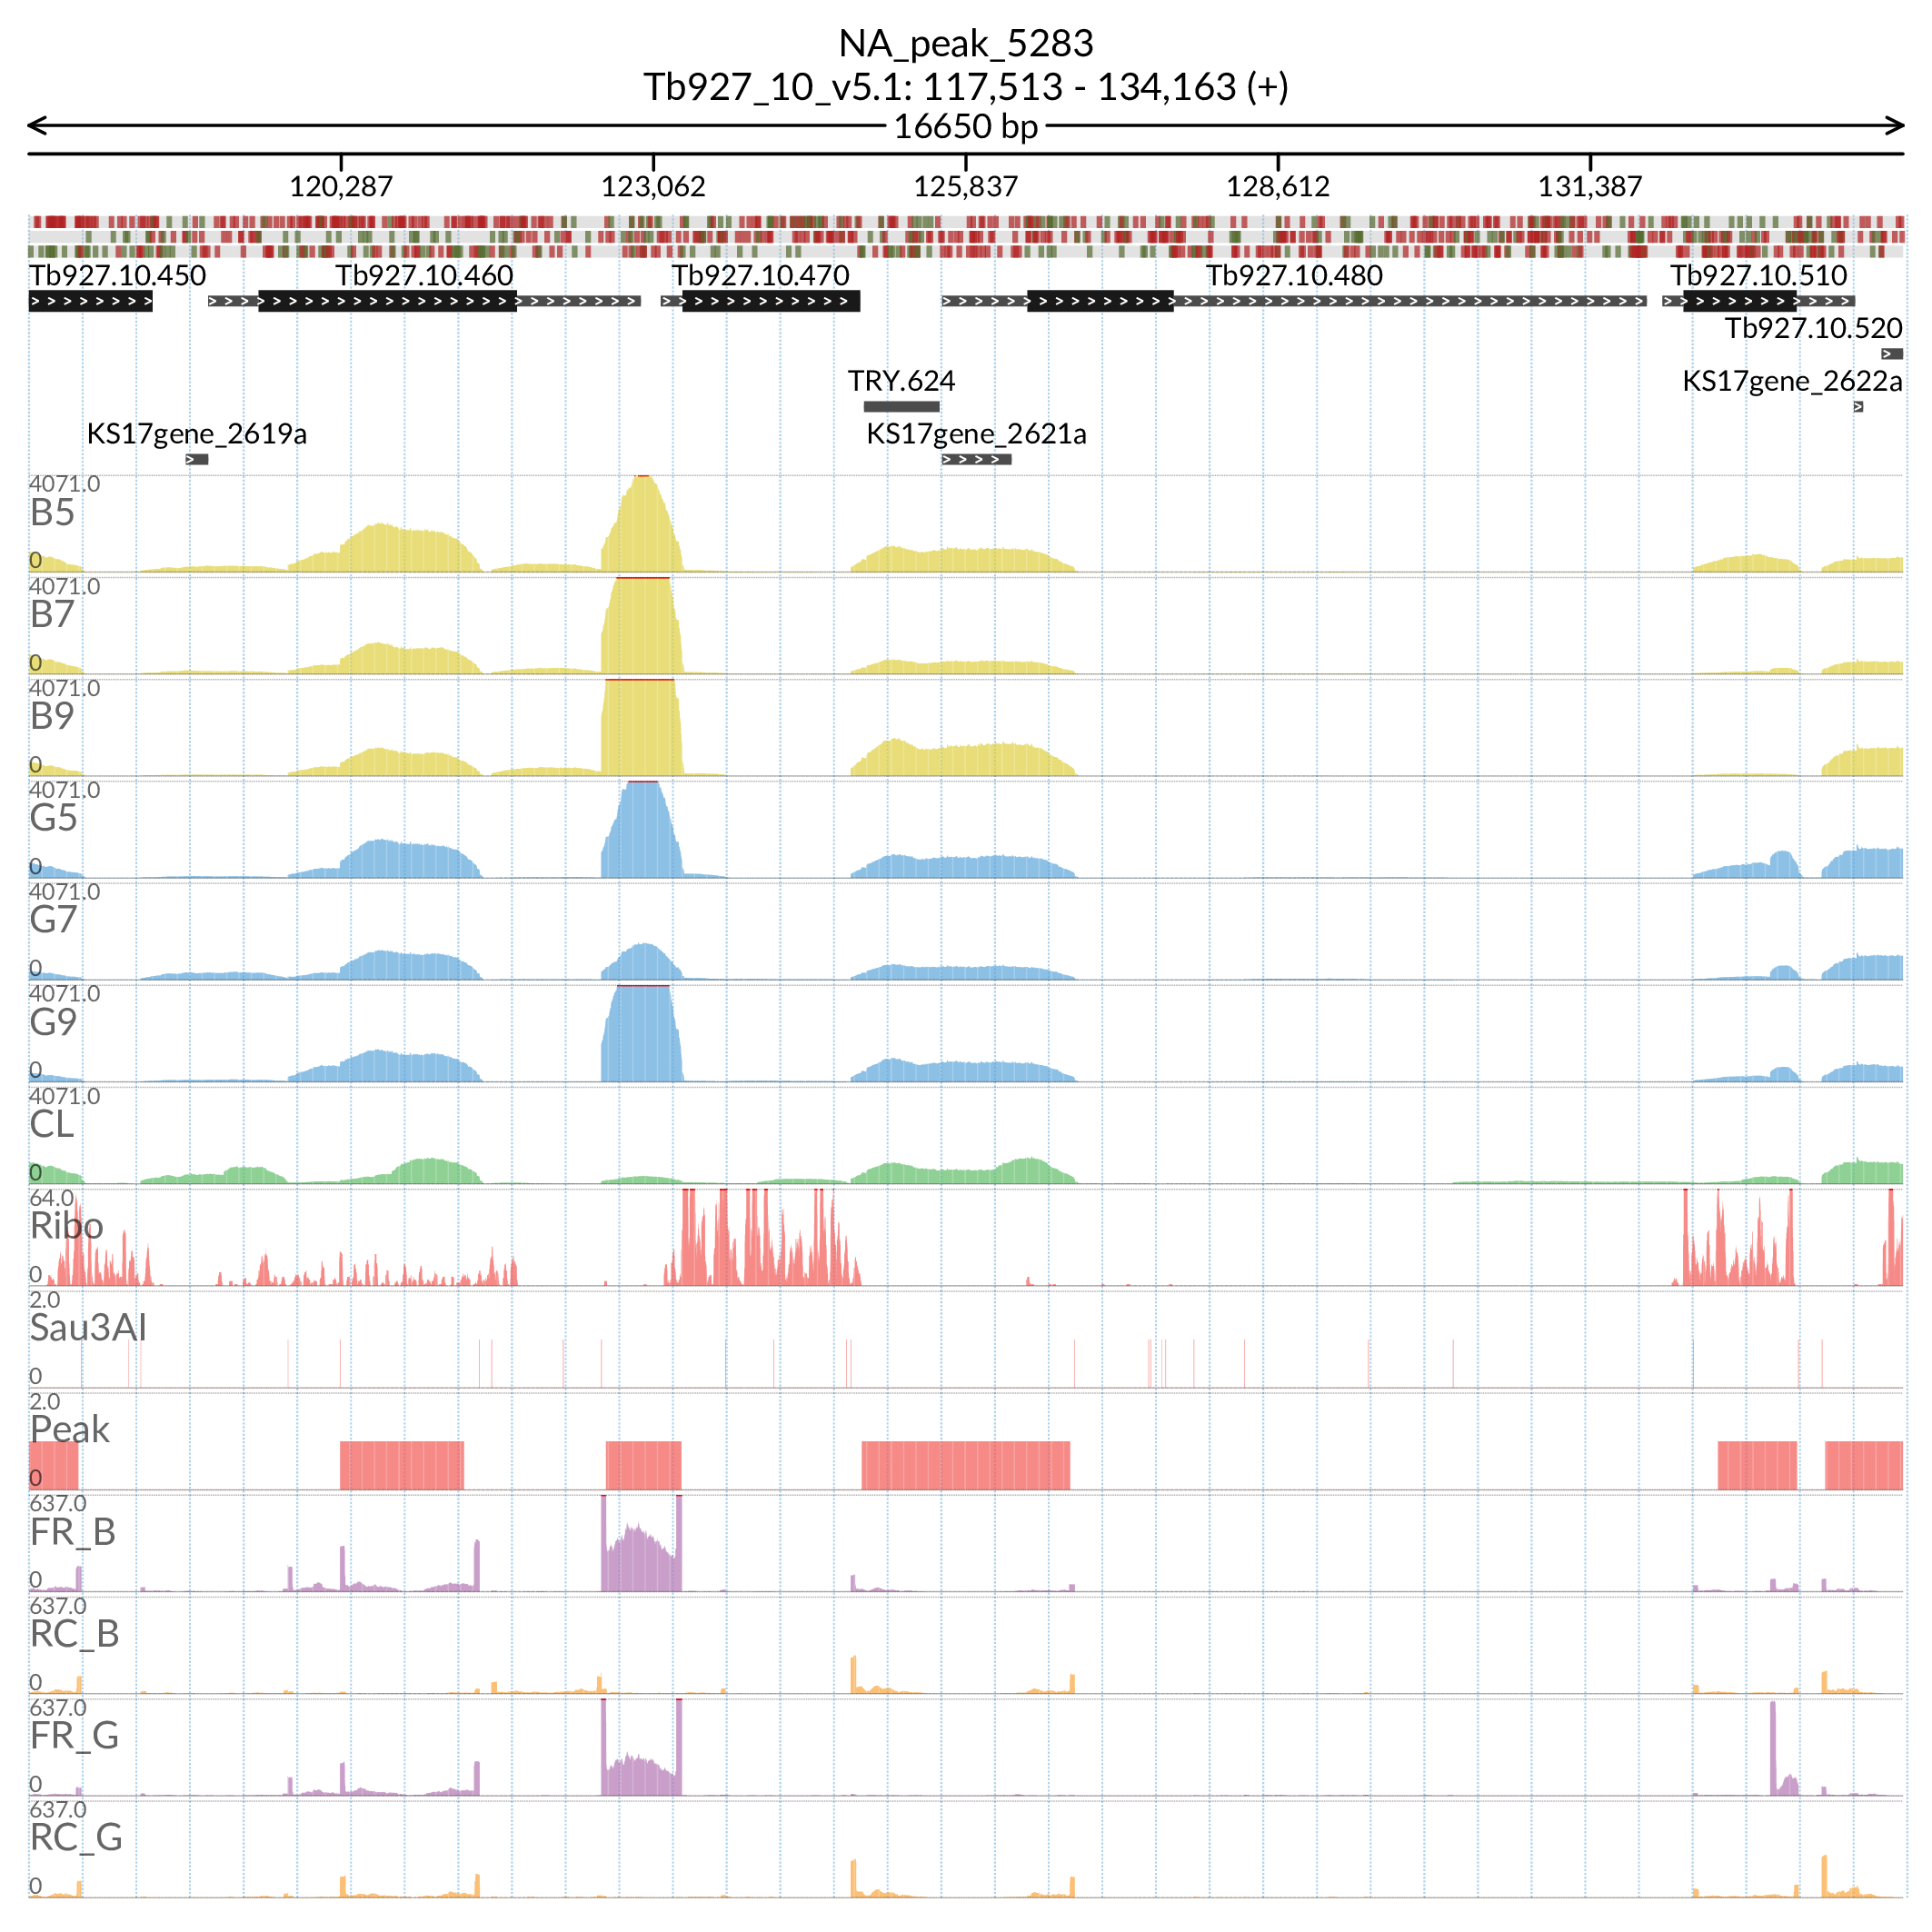 NA_peak_5283
Tb927_10_v5.1: 117,513 - 134,163 (+)
16650 bp
120,287 123,062 125,837 128,612 131,387
Tb927.10.450 Tb927.10.460 Tb927.10.470 Tb927.10.480 Tb927.10.510
Tb927.10.520
TRY.624 KS17gene_2622a
KS17gene_2619a KS17gene_2621a
4071.0
B5
0
4071.0
B7
0
4071.0
B9
0
4071.0
G5
0
4071.0
G7
0
4071.0
G9
0
4071.0
CL
0
64.0
Ribo
0
2.0
Sau3AI
0
2.0
Peak
0
637.0
FR_B
0
637.0
RC_B
0
637.0
FR_G
0
637.0
RC_G
0